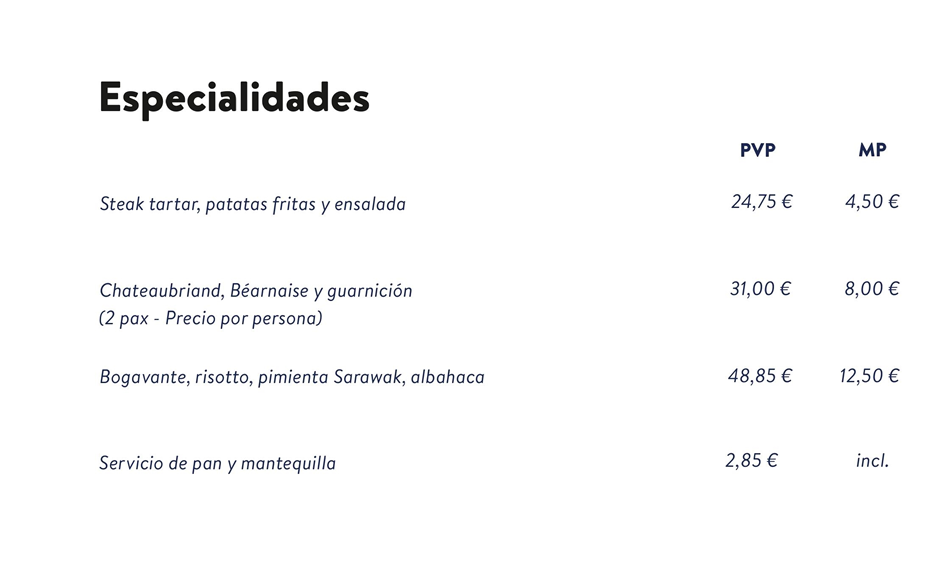 Especialidades
PVP MP
Steak tartar, patatas fritas y ensalada 24,75 € 4,50 €
Chateaubriand, Béarnaise y guarnición 31,00 € 8,00 €
(2 pax - Precio por persona)
Bogavante, risotto, pimienta Sarawak, albahaca 48,85 € 12,50 €
Servicio de pan y mantequilla 2,85 € incl.